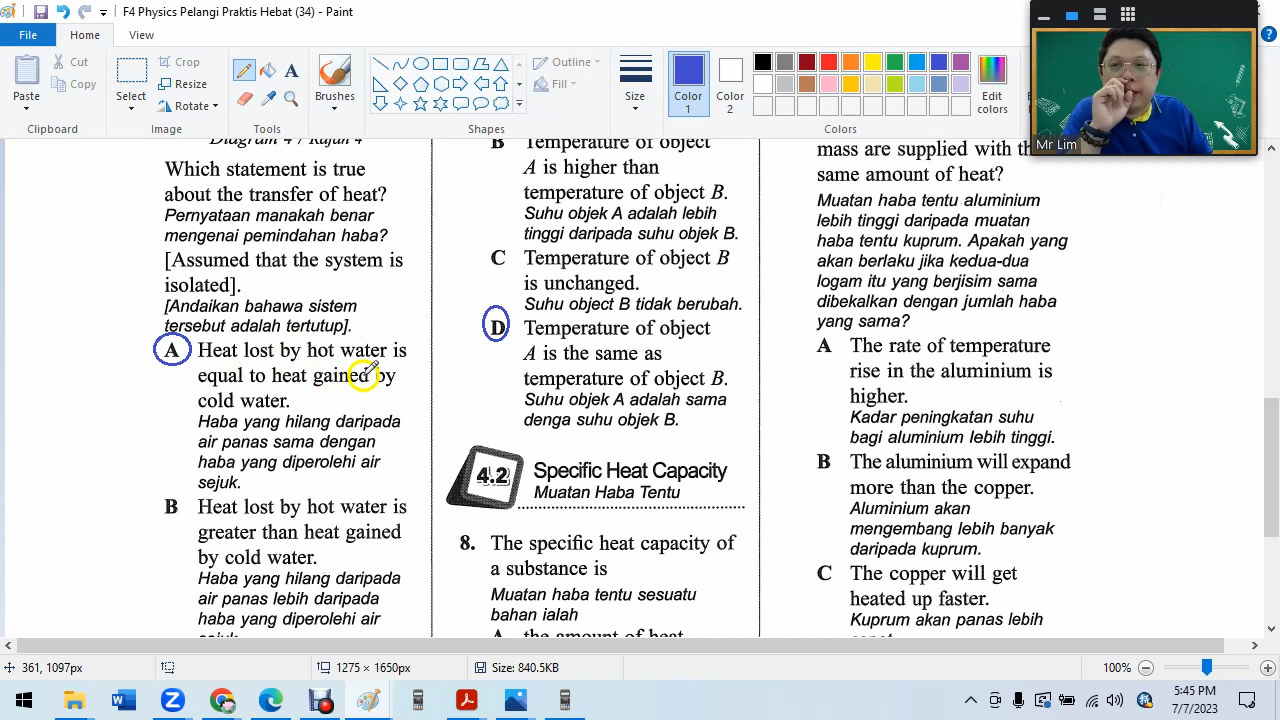 F4 Physics Pelangi Praktis Hebat (34) - Paint
File
Home
View
Paste
Cut
Copy
Clipboard
Select
Crop
Resize
Rotate
Image
A
Tools
Brushes
Shapes
Outline
Fill
Size
Color 1
Color 2
Edit colors
Colors
Mr Lim
Diagram 4 / Rajah 4
Which statement is true
about the transfer of heat?
Pernyataan manakah benar
mengenai pemindahan haba?
[Assumed that the system is
isolated].
[Andaikan bahawa sistem
tersebut adalah tertutup].
A Heat lost by hot water is
equal to heat gained by
cold water.
Haba yang hilang daripada
air panas sama dengan
haba yang diperolehi air
sejuk.
B Heat lost by hot water is
greater than heat gained
by cold water.
Haba yang hilang daripada
air panas lebih daripada
haba yang diperolehi air
sejuk
B Temperature of object
A is higher than
temperature of object B.
Suhu objek A adalah lebih
tinggi daripada suhu objek B.
C Temperature of object B
is unchanged.
Suhu object B tidak berubah.
D Temperature of object
A is the same as
temperature of object B.
Suhu objek A adalah sama
denga suhu objek B.
4.2 Specific Heat Capacity
Muatan Haba Tentu
8. The specific heat capacity of
a substance is
Muatan haba tentu sesuatu
bahan ialah
A the amount of heat
mass are supplied with
same amount of heat?
Muatan haba tentu aluminium
lebih tinggi daripada muatan
haba tentu kuprum. Apakah yang
akan berlaku jika kedua-dua
logam itu yang berjisim sama
dibekalkan dengan jumlah haba
yang sama?
A The rate of temperature
rise in the aluminium is
higher.
Kadar peningkatan suhu
bagi aluminium lebih tinggi.
B The aluminium will expand
more than the copper.
Aluminium akan
mengembang lebih banyak
daripada kuprum.
C The copper will get
heated up faster.
Kuprum akan panas lebih
361, 1097px
1275 × 1650px
Size: 840.5KB
100%
5:45 PM
7/7/2023